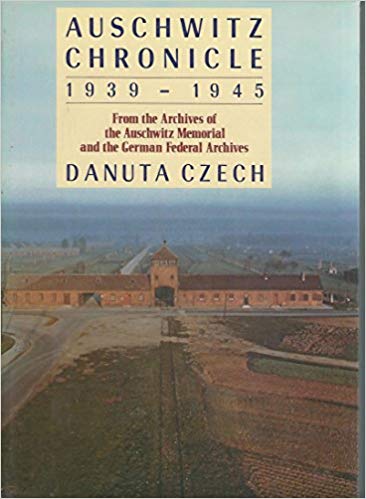 AUSCHWITZ
CHRONICLE
1939 - 1945
From the Archives of
the Auschwitz Memorial
and the German Federal Archives
DANUTA CZECH